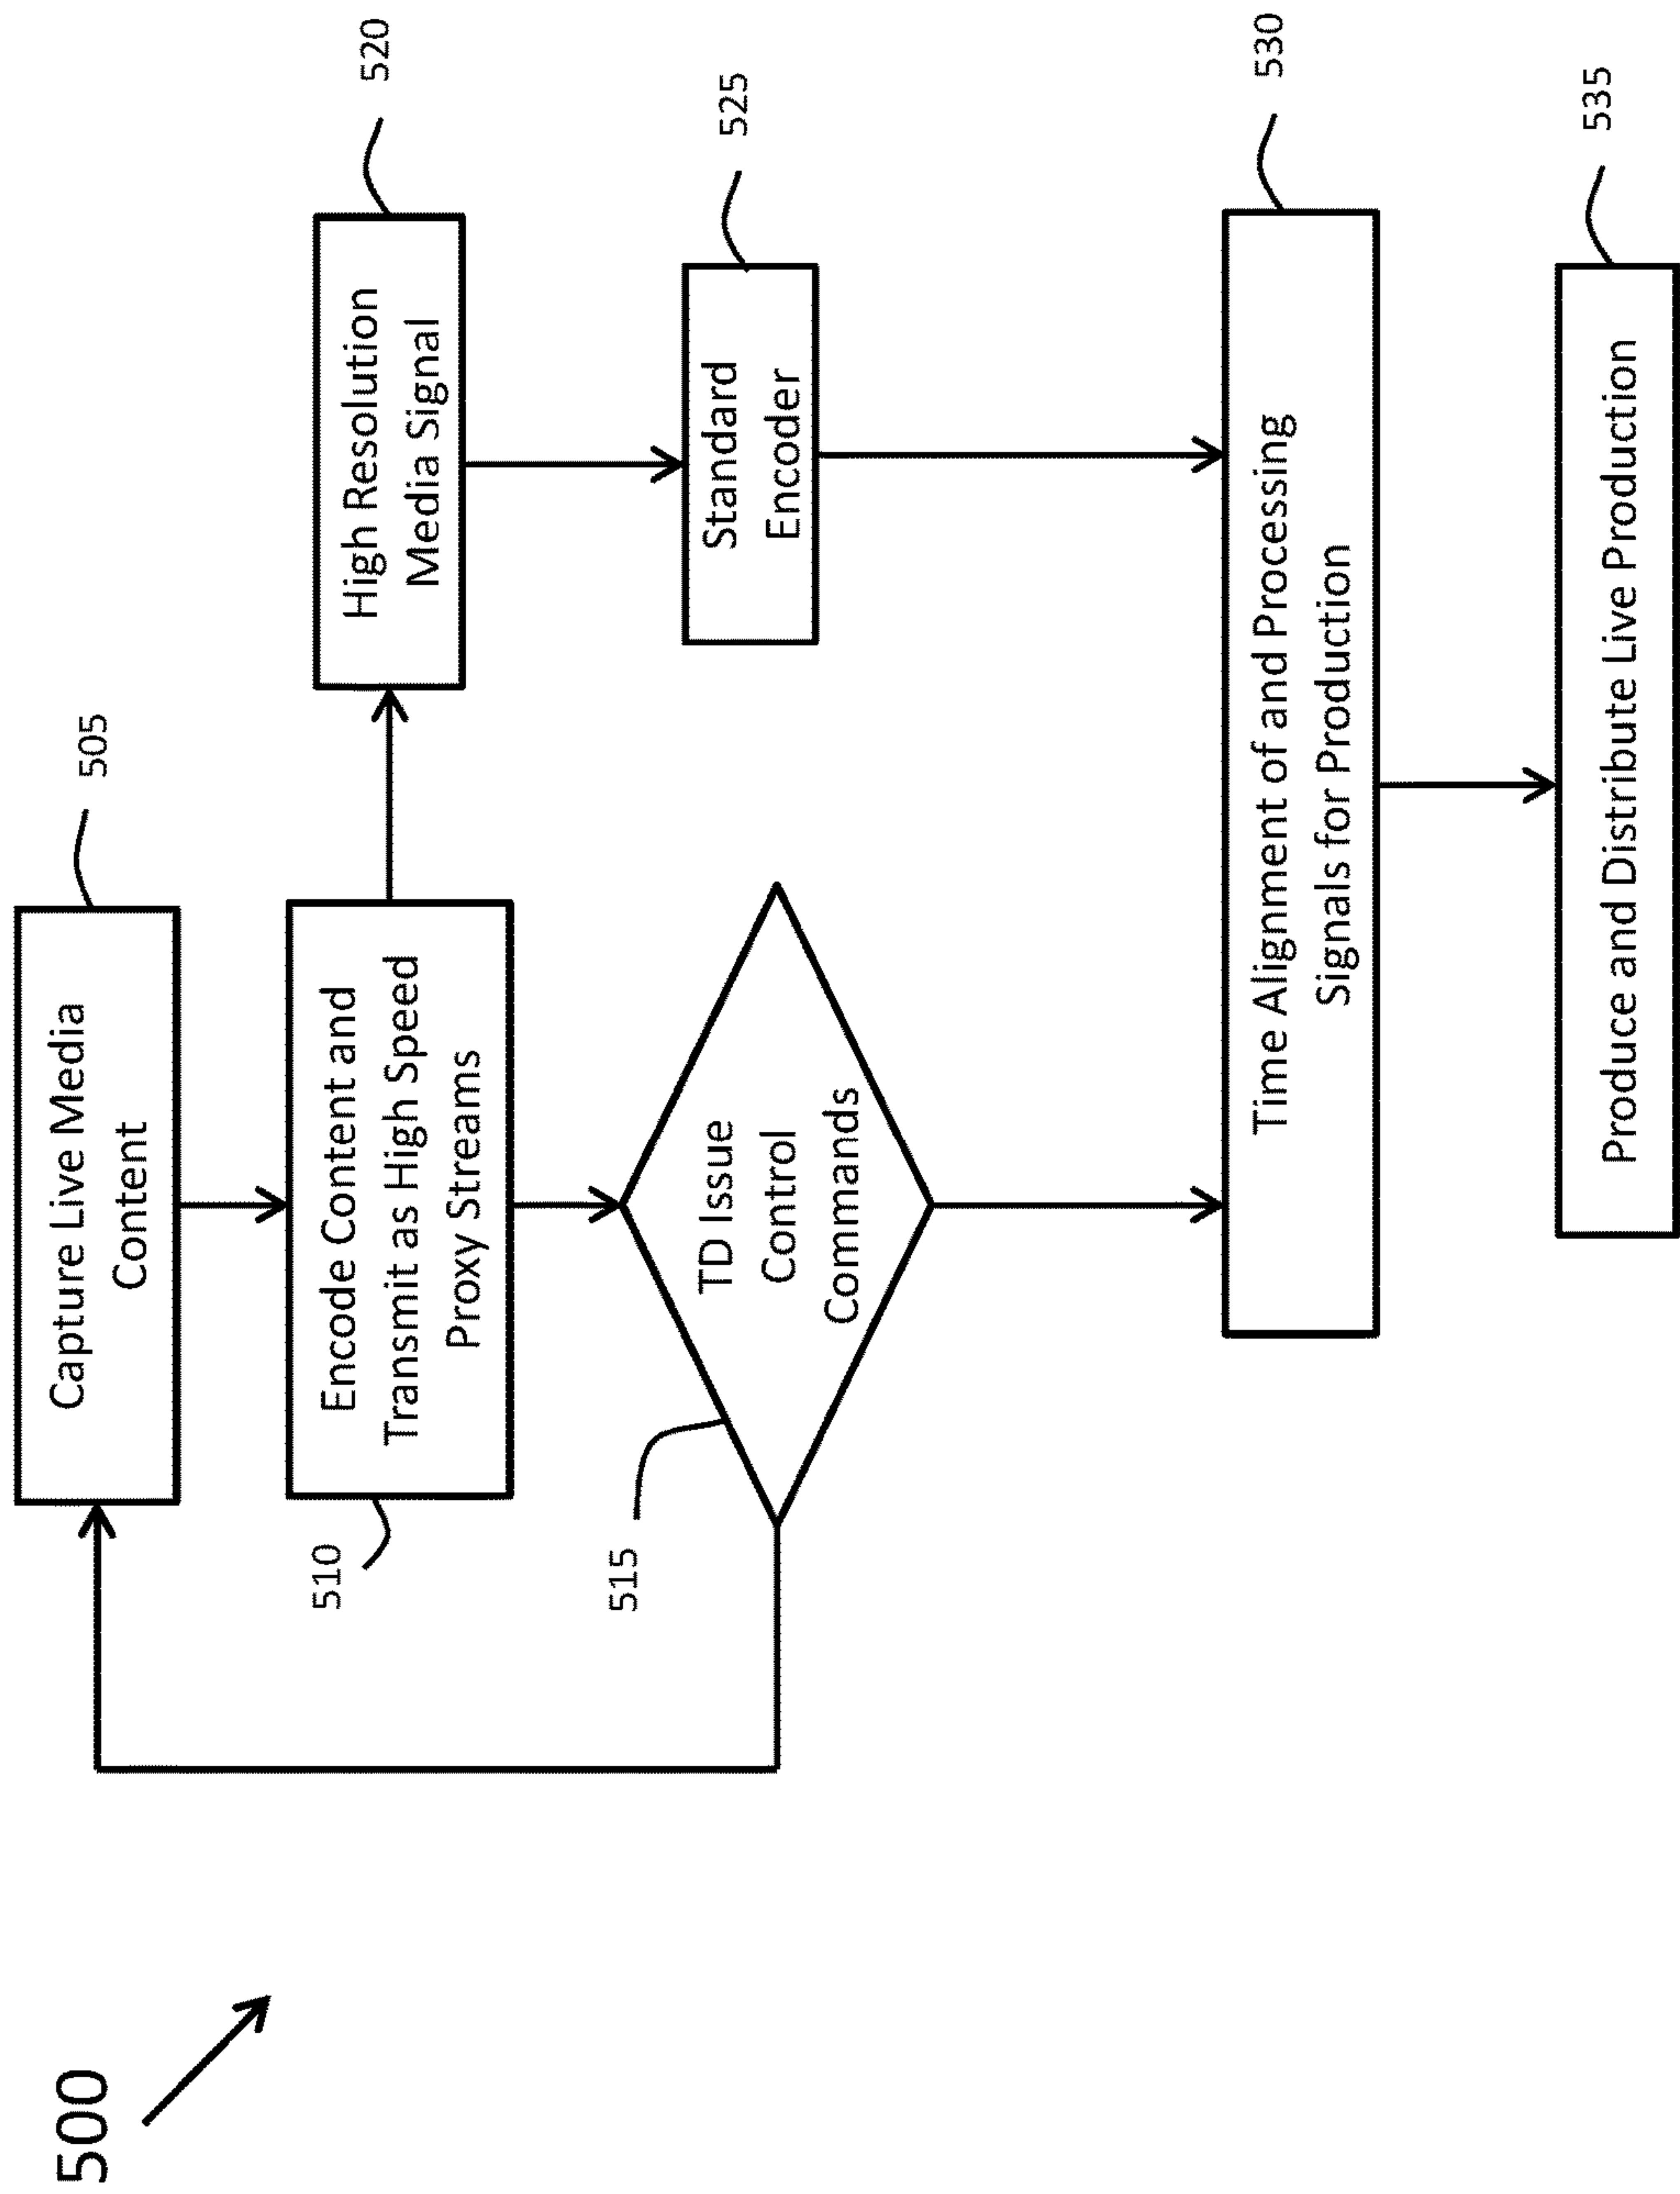 500
Capture Live Media
Content
505
Encode Content and
Transmit as High Speed
Proxy Streams
510
High Resolution
Media Signal
520
TD Issue
Control
Commands
515
Standard
Encoder
525
Time Alignment of and Processing
Signals for Production
530
Produce and Distribute Live Production
535